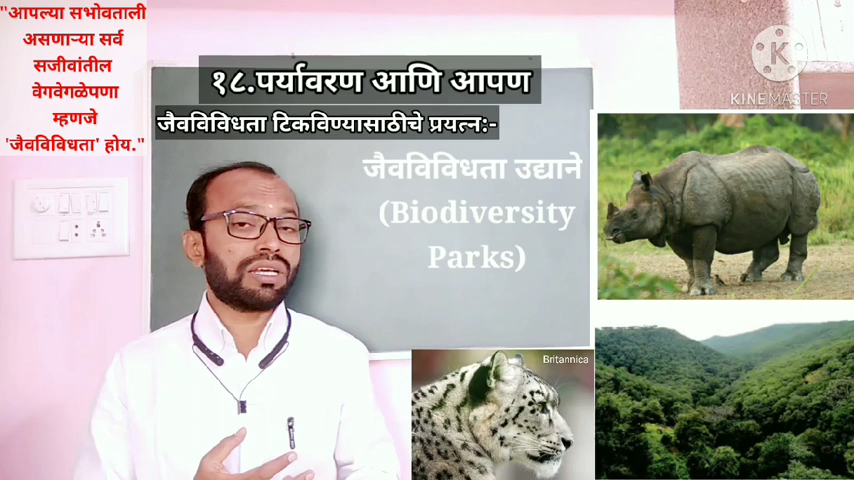 "आपल्या सभोवताली
असणाऱ्या सर्व
सजीवांतील
वेगवेगळेपणा
म्हणजे
'जैवविविधता' होय."
१८.पर्यावरण आणि आपण
जैवविविधता टिकविण्यासाठीचे प्रयत्न:-
जैवविविधता उद्याने
(Biodiversity
Parks)
K
KINEMASTER
Britannica